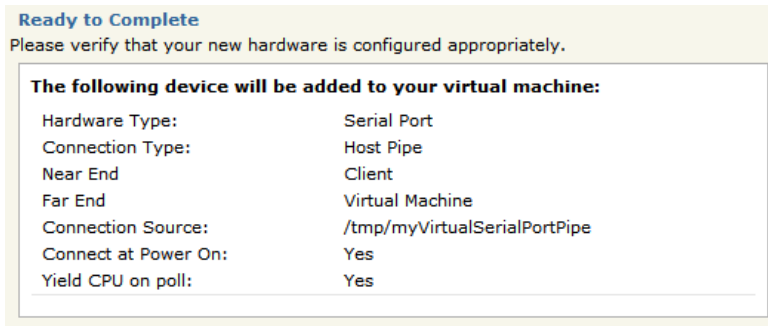 Ready to Complete
Please verify that your new hardware is configured appropriately.
The following device will be added to your virtual machine:
Hardware Type: Serial Port
Connection Type: Host Pipe
Near End Client
Far End Virtual Machine
Connection Source: /tmp/myVirtualSerialPortPipe
Connect at Power On: Yes
Yield CPU on poll: Yes